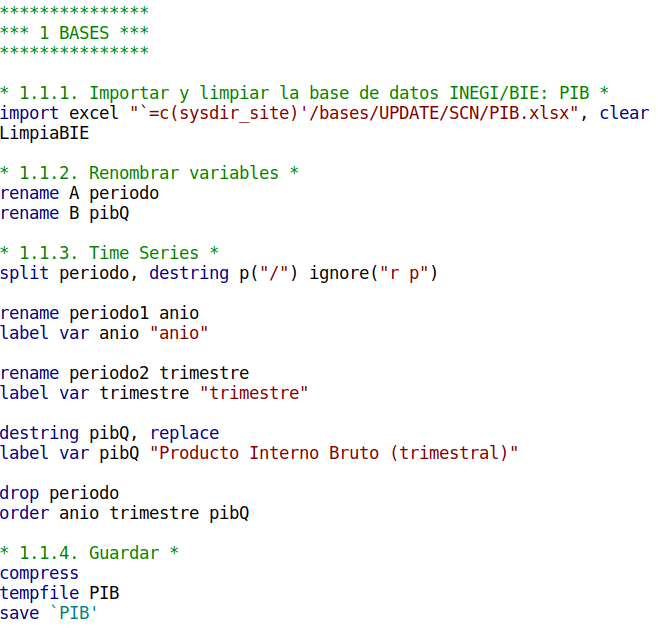 ***************
*** 1 BASES ***
***************
* 1.1.1. Importar y limpiar la base de datos INEGI/BIE: PIB *
import excel "`=c(sysdir_site)'/bases/UPDATE/SCN/PIB.xlsx", clear
LimpiaBIE
* 1.1.2. Renombrar variables *
rename A periodo
rename B pibQ
* 1.1.3. Time Series *
split periodo, destring p("/") ignore("r p")
rename periodo1 anio
label var anio "anio"
rename periodo2 trimestre
label var trimestre "trimestre"
destring pibQ, replace
label var pibQ "Producto Interno Bruto (trimestral)"
drop periodo
order anio trimestre pibQ
* 1.1.4. Guardar *
compress
tempfile PIB
save `PIB'